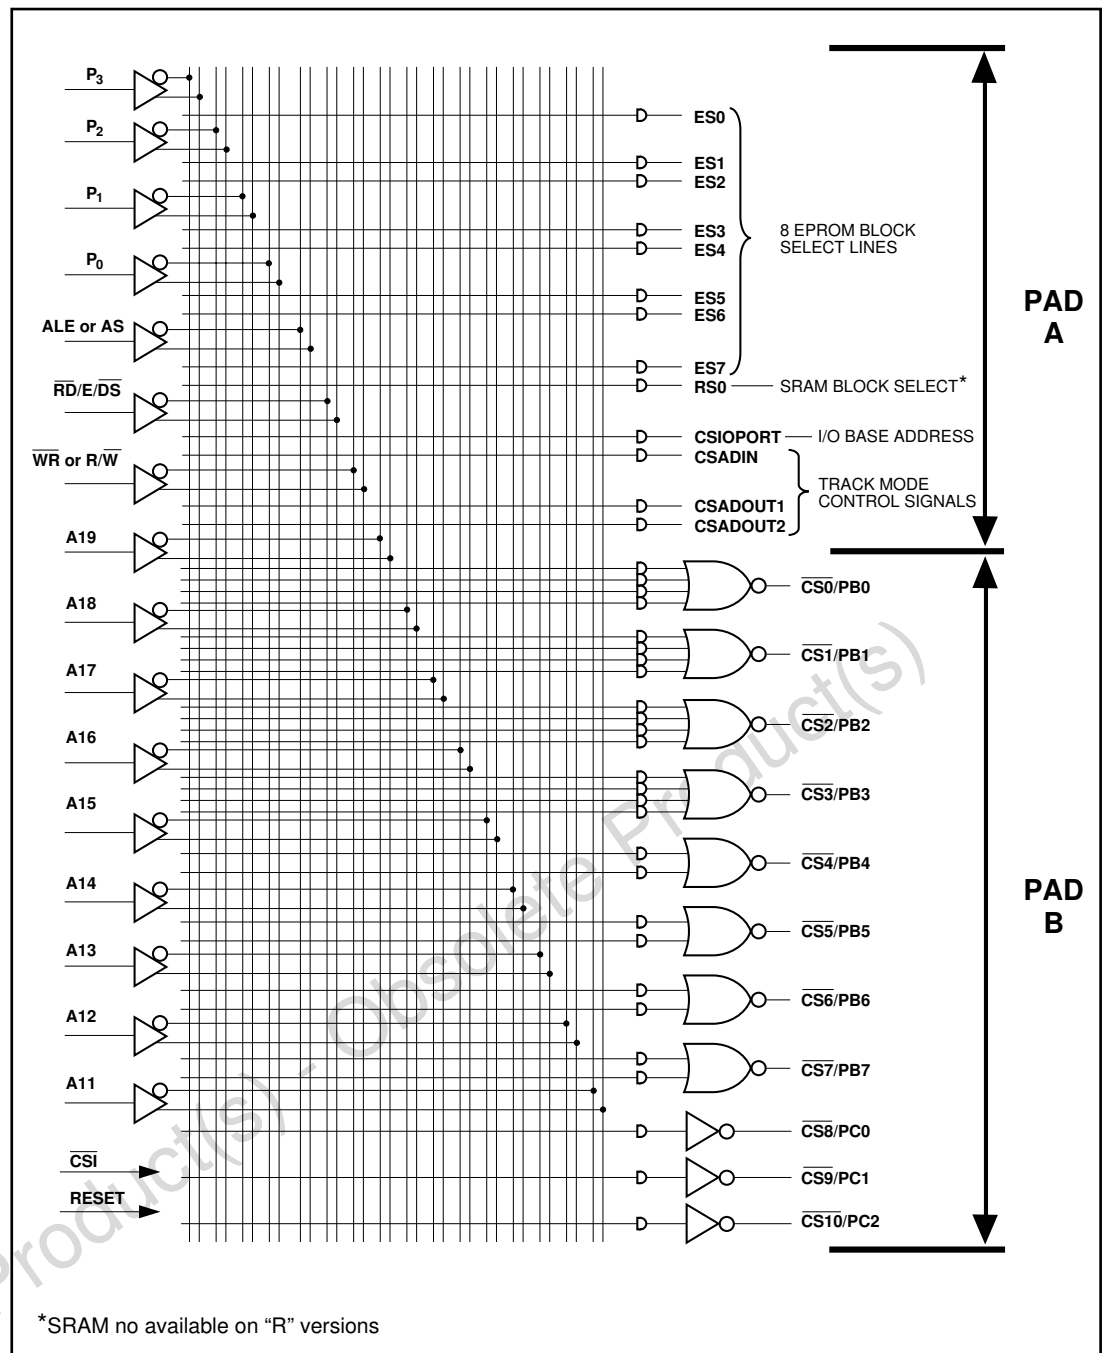 P3
P2
P1
P0
ALE or AS
RD/E/DS
WR or R/W
A19
A18
A17
A16
A15
A14
A13
A12
A11
CSI
RESET
ES0
ES1
ES2
ES3
ES4
ES5
ES6
ES7
8 EPROM BLOCK
SELECT LINES
RS0
SRAM BLOCK SELECT*
CSIOPORT
I/O BASE ADDRESS
CSADIN
CSADOUT1
CSADOUT2
TRACK MODE
CONTROL SIGNALS
PAD
A
CS0/PB0
CS1/PB1
CS2/PB2
CS3/PB3
CS4/PB4
CS5/PB5
CS6/PB6
CS7/PB7
CS8/PC0
CS9/PC1
CS10/PC2
PAD
B
Product(s) - Obsolete Product(s)
*SRAM no available on “R” versions